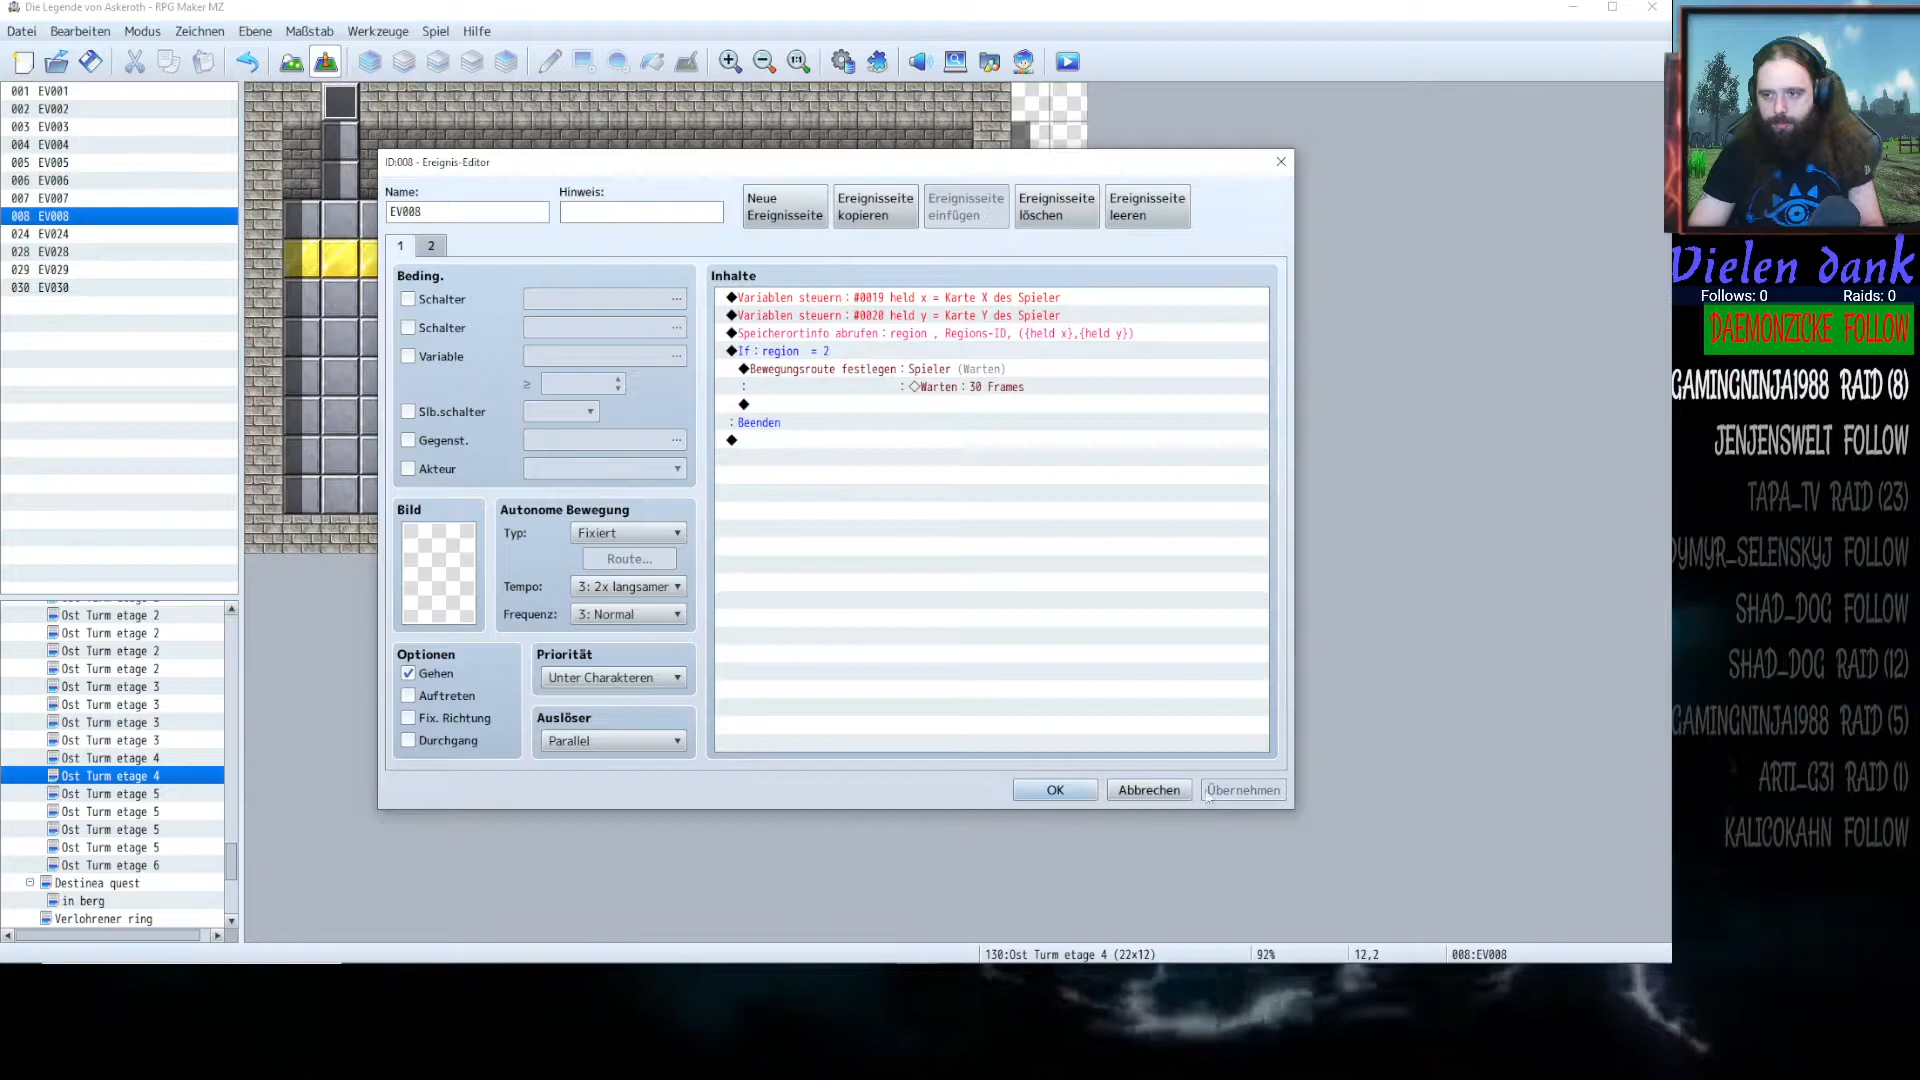 Die Legende von Askeroth - RPG Maker MZ
Datei Bearbeiten Modus Zeichnen Ebene Maßstab Werkzeuge Spiel Hilfe
1:1
001 EV001
002 EV002
003 EV003
004 EV004
005 EV005
006 EV006
007 EV007
008 EV008
024 EV024
028 EV028
029 EV029
030 EV030
ID:008 - Ereignis-Editor
Name:
EV008
Hinweis:
Neue Ereignisseite
Ereignisseite kopieren
Ereignisseite einfügen
Ereignisseite löschen
Ereignisseite leeren
1 2
Beding.
Schalter
Schalter
Variable
≥
Slb.schalter
Gegenst.
Akteur
Bild
Autonome Bewegung
Typ: Fixiert
Route...
Tempo: 3: 2x langsamer
Frequenz: 3: Normal
Optionen
Gehen
Auftreten
Fix. Richtung
Durchgang
Priorität
Unter Charakteren
Auslöser
Parallel
Inhalte
◆Variablen steuern：#0019 held x = Karte X des Spieler
◆Variablen steuern：#0020 held y = Karte Y des Spieler
◆Speicherortinfo abrufen：region , Regions-ID, ({held x},{held y})
◆If：region = 2
◆Bewegungsroute festlegen：Spieler (Warten)
： ：◇Warten：30 Frames
◆
：Beenden
◆
OK Abbrechen Übernehmen
Ost Turm etage 2
Ost Turm etage 2
Ost Turm etage 2
Ost Turm etage 2
Ost Turm etage 3
Ost Turm etage 3
Ost Turm etage 3
Ost Turm etage 3
Ost Turm etage 4
Ost Turm etage 4
Ost Turm etage 5
Ost Turm etage 5
Ost Turm etage 5
Ost Turm etage 5
Ost Turm etage 6
Destinea quest
in berg
Verlohrener ring
130:Ost Turm etage 4 (22×12) 92% 12,2 008:EV008
Vielen dank
Follows: 0 Raids: 0
DAEMONZICKE FOLLOW
GAMINGNINJA1988 RAID (8)
JENJENSWELT FOLLOW
TAPA_TV RAID (23)
DYMYR_SELENSKYJ FOLLOW
SHAD_DOG FOLLOW
SHAD_DOG RAID (12)
GAMINGNINJA1988 RAID (5)
ARTI_G31 RAID (1)
KALICOKAHN FOLLOW